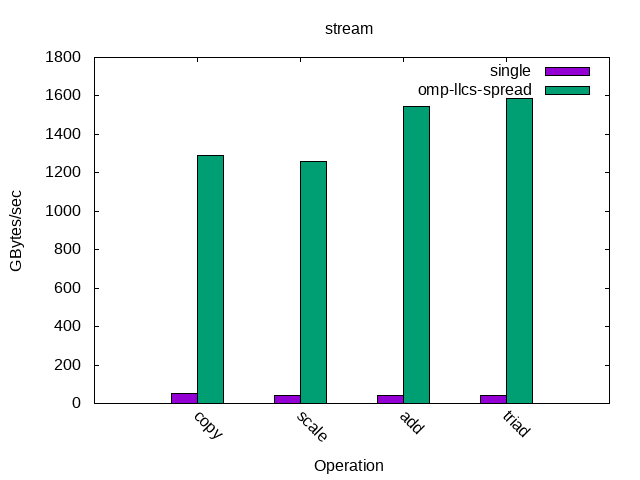 stream
single
omp-llcs-spread
1800
1600
1400
1200
1000
800
600
400
200
0
GBytes/sec
copy
scale
add
triad
Operation